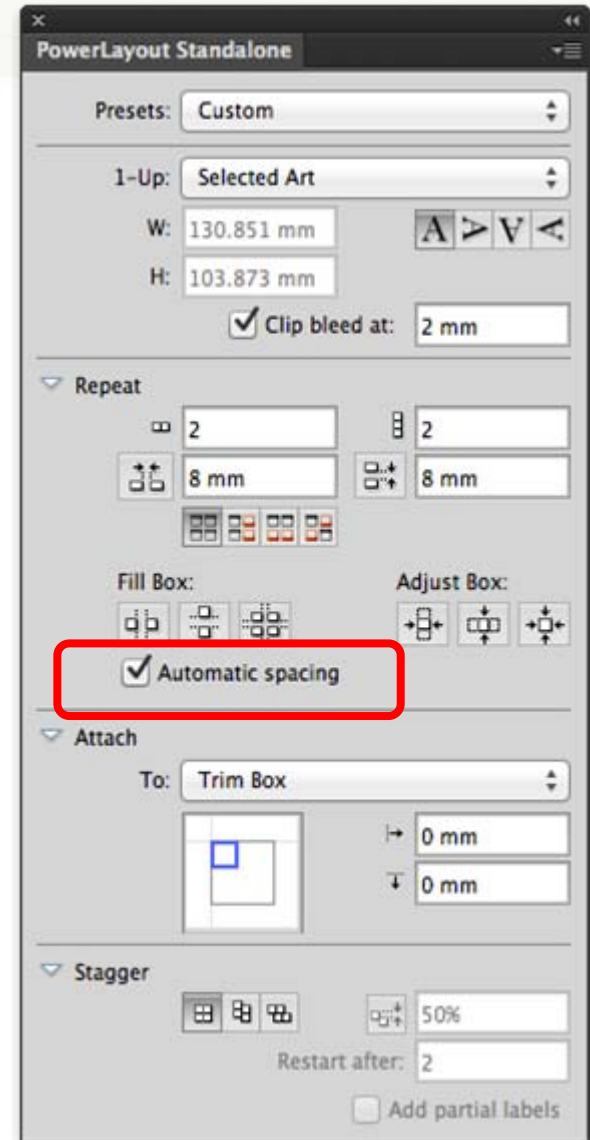 PowerLayout Standalone
Presets: Custom
1-Up: Selected Art
W: 130.851 mm
H: 103.873 mm
Clip bleed at: 2 mm
Repeat
2 2
8 mm 8 mm
Fill Box: Adjust Box:
Automatic spacing
Attach
To: Trim Box
0 mm
0 mm
Stagger
50%
Restart after: 2
Add partial labels